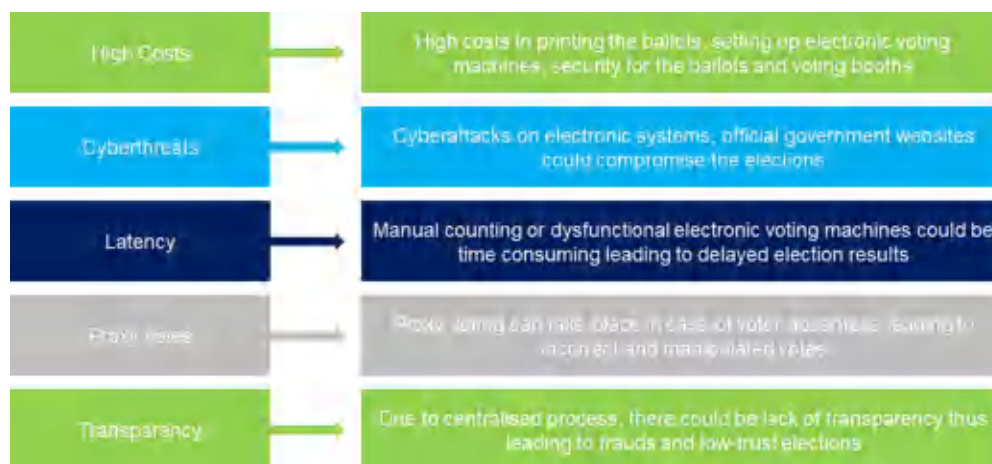 High Costs
High costs in printing the ballots, setting up electronic voting
machines, security for the ballots and voting booths
Cyberthreats
Cyberattacks on electronic systems, official government websites
could compromise the elections
Latency
Manual counting or dysfunctional electronic voting machines could be
time consuming leading to delayed election results
Proxy votes
Proxy voting can take place in case of voter absentees leading to
incorrect and manipulated votes
Transparency
Due to centralised process, there could be lack of transparency thus
leading to frauds and low-trust elections